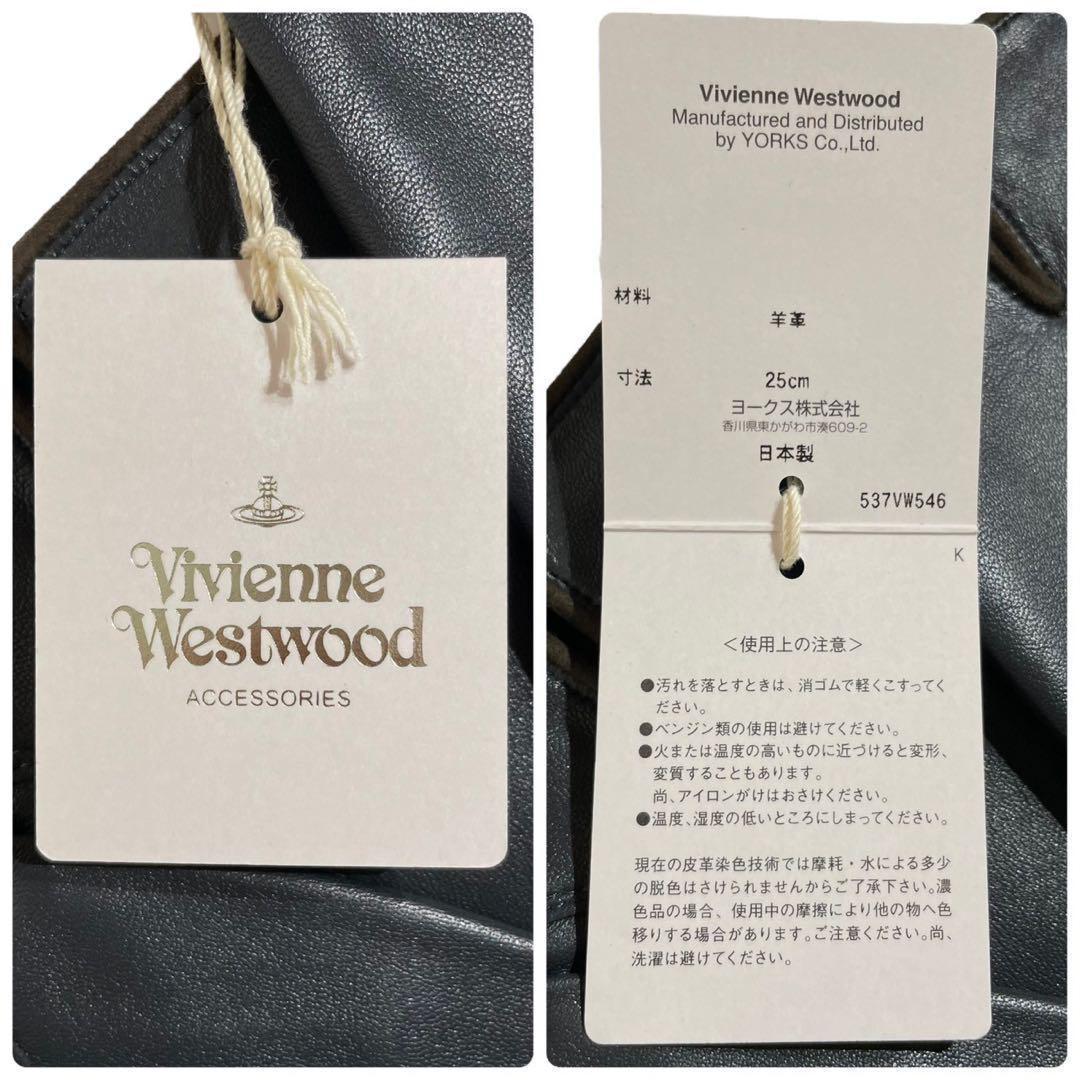 Vivienne
Westwood
ACCESSORIES
Vivienne Westwood
Manufactured and Distributed
by YORKS Co.,Ltd.
材料
羊革
寸法 25cm
ヨークス株式会社
香川県東かがわ市湊609-2
日本製
537VW546
K
＜使用上の注意＞
●汚れを落とすときは、消ゴムで軽くこすってく
ださい。
●ベンジン類の使用は避けてください。
●火または温度の高いものに近づけると変形、
変質することもあります。
尚、アイロンがけはおさけください。
●温度、湿度の低いところにしまってください。
現在の皮革染色技術では摩耗・水による多少
の脱色はさけられませんからご了承下さい。濃
色品の場合、使用中の摩擦により他の物へ色
移りする場合があります。ご注意ください。尚、
洗濯は避けてください。